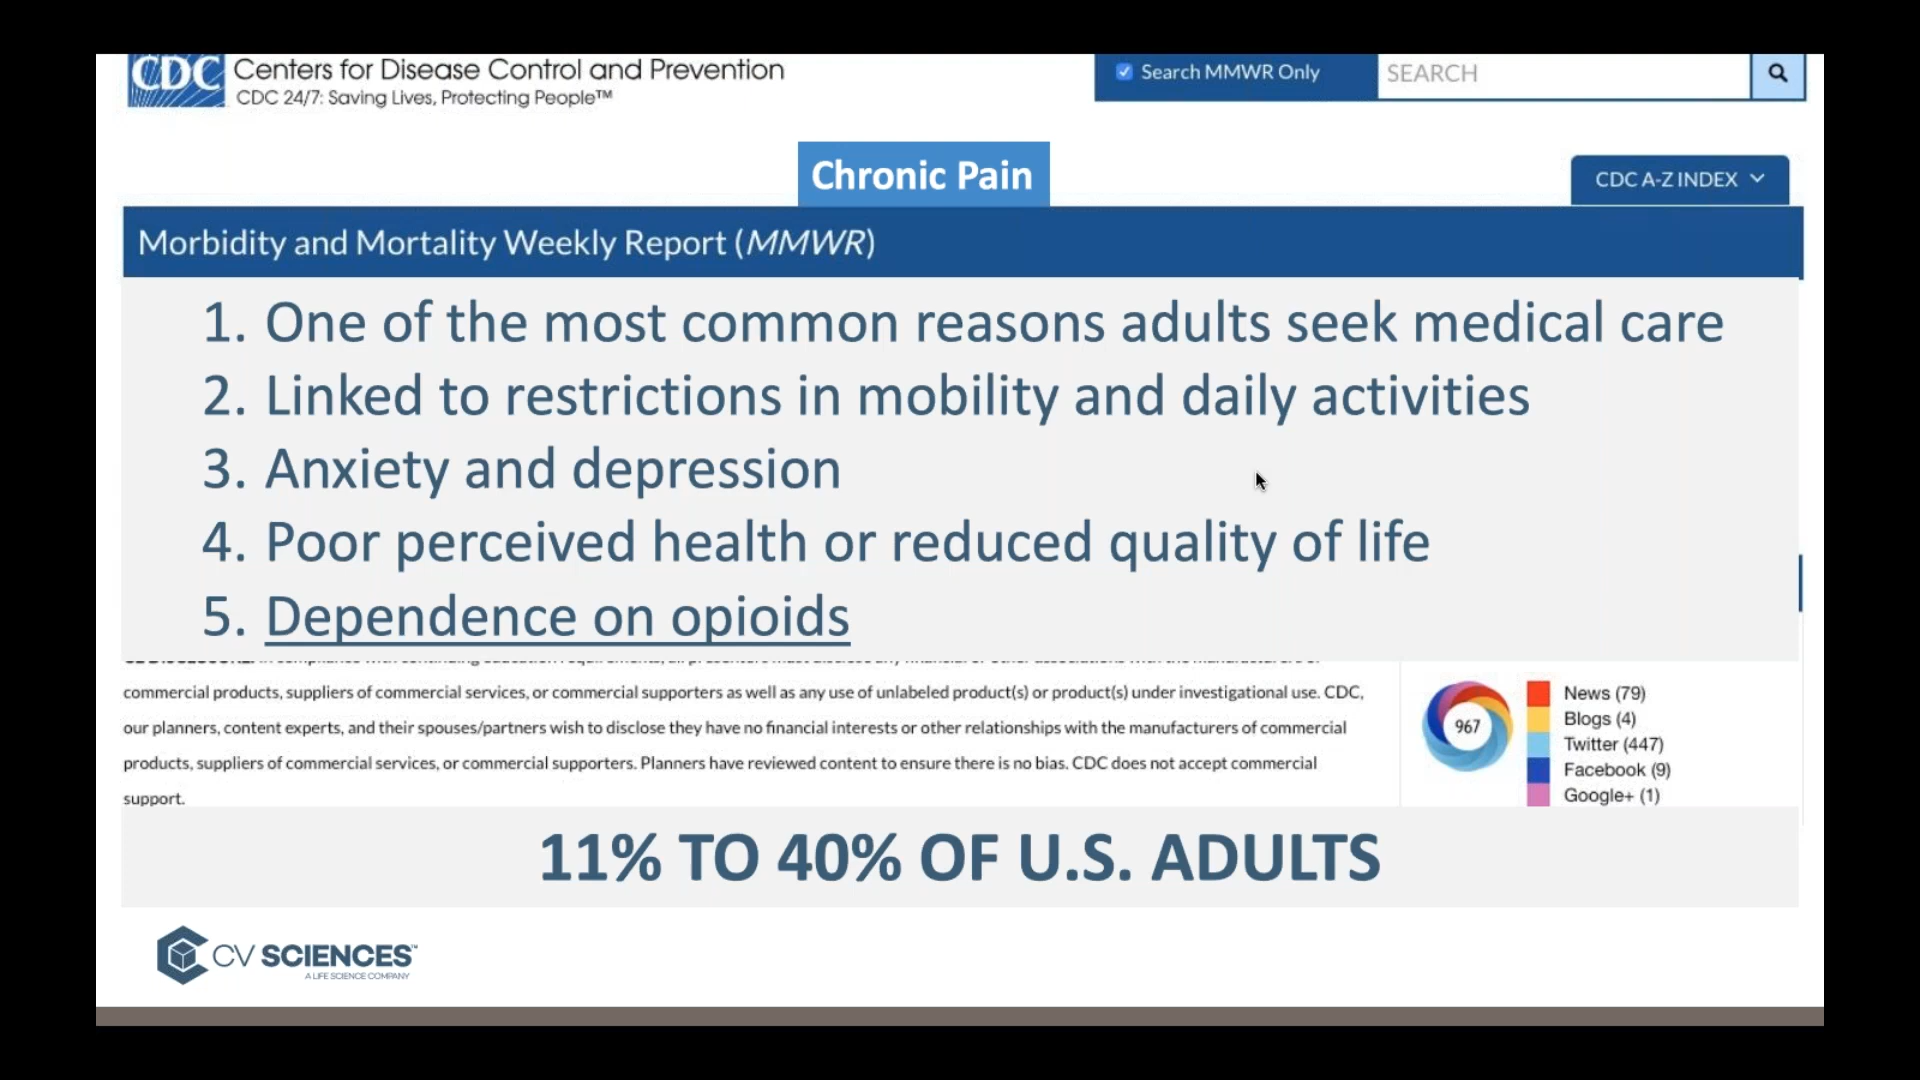 CDC
Centers for Disease Control and Prevention
CDC 24/7: Saving Lives, Protecting People™
Search MMWR Only
SEARCH
Chronic Pain
CDC A-Z INDEX
Morbidity and Mortality Weekly Report (MMWR)
1. One of the most common reasons adults seek medical care
2. Linked to restrictions in mobility and daily activities
3. Anxiety and depression
4. Poor perceived health or reduced quality of life
5. Dependence on opioids
commercial products, suppliers of commercial services, or commercial supporters as well as any use of unlabeled product(s) or product(s) under investigational use. CDC,
our planners, content experts, and their spouses/partners wish to disclose they have no financial interests or other relationships with the manufacturers of commercial
products, suppliers of commercial services, or commercial supporters. Planners have reviewed content to ensure there is no bias. CDC does not accept commercial
support.
967
News (79)
Blogs (4)
Twitter (447)
Facebook (9)
Google+ (1)
11% TO 40% OF U.S. ADULTS
CV SCIENCES™
A LIFE SCIENCE COMPANY